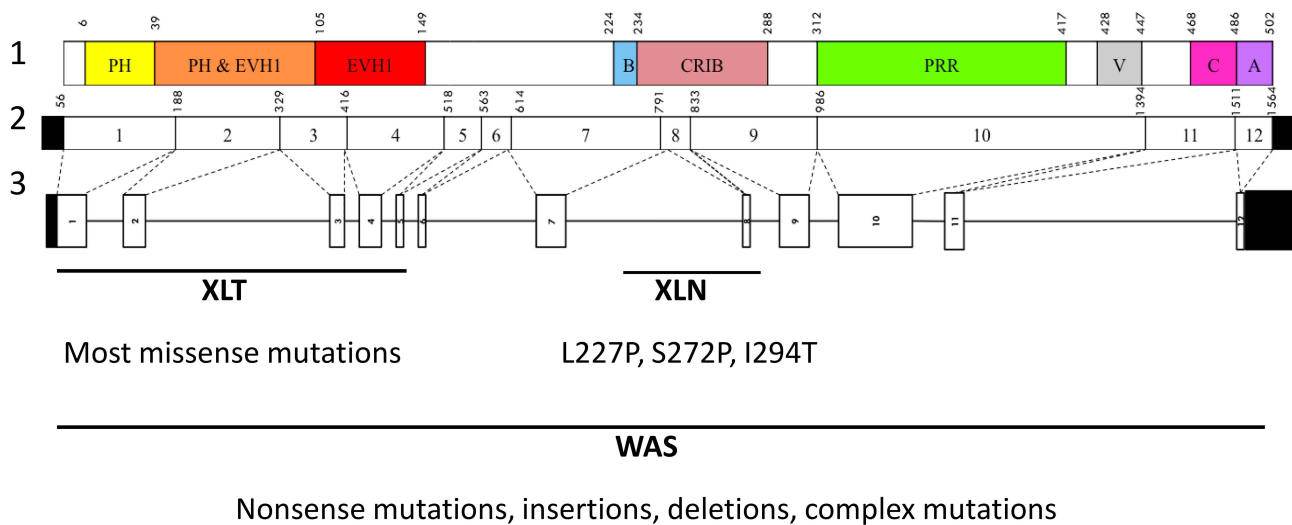 6 39 105 149 224 234 288 312 417 428 447 468 486 502
1 PH PH & EVH1 EVH1 B CRIB PRR V C A
56 188 329 416 518 563 614 791 833 986 1394 1511 1564
2 1 2 3 4 5 6 7 8 9 10 11 12
3 1 2 3 4 5 6 7 8 9 10 11 12
XLT XLN
Most missense mutations L227P, S272P, I294T
WAS
Nonsense mutations, insertions, deletions, complex mutations